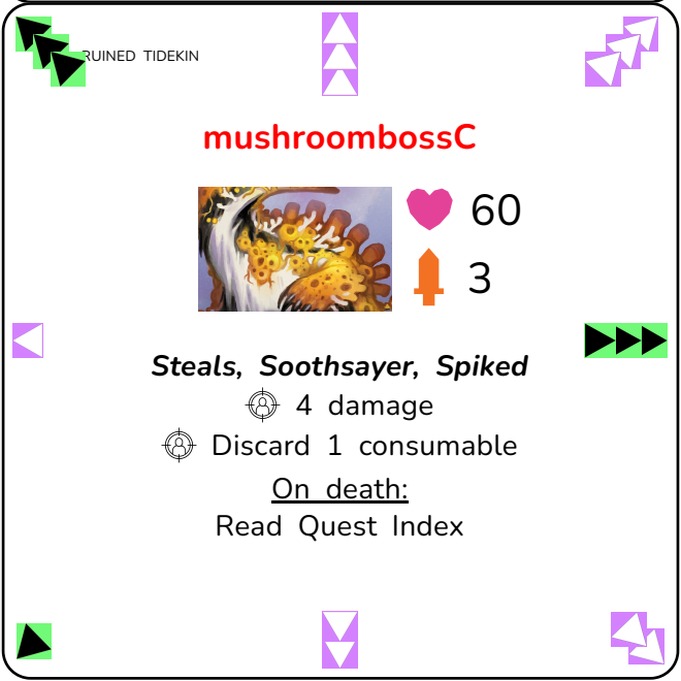 RUINED TIDEKIN
mushroombossC
60
3
Steals, Soothsayer, Spiked
4 damage
Discard 1 consumable
On death:
Read Quest Index